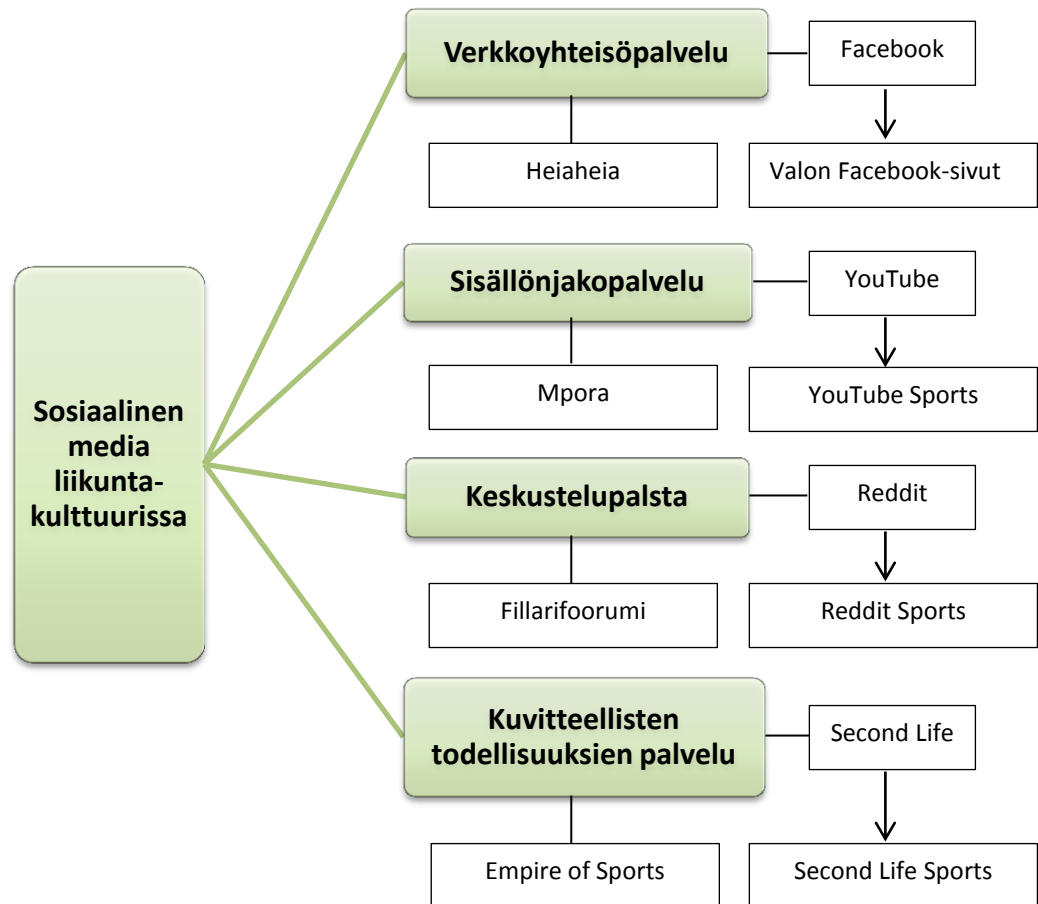 Sosiaalinen
media
liikunta-
kulttuurissa
Verkkoyhteisöpalvelu
Facebook
Heiaheia
Valon Facebook-sivut
Sisällönjakopalvelu
YouTube
Mpora
YouTube Sports
Keskustelupalsta
Reddit
Fillarifoorumi
Reddit Sports
Kuvitteellisten
todellisuuksien palvelu
Second Life
Empire of Sports
Second Life Sports